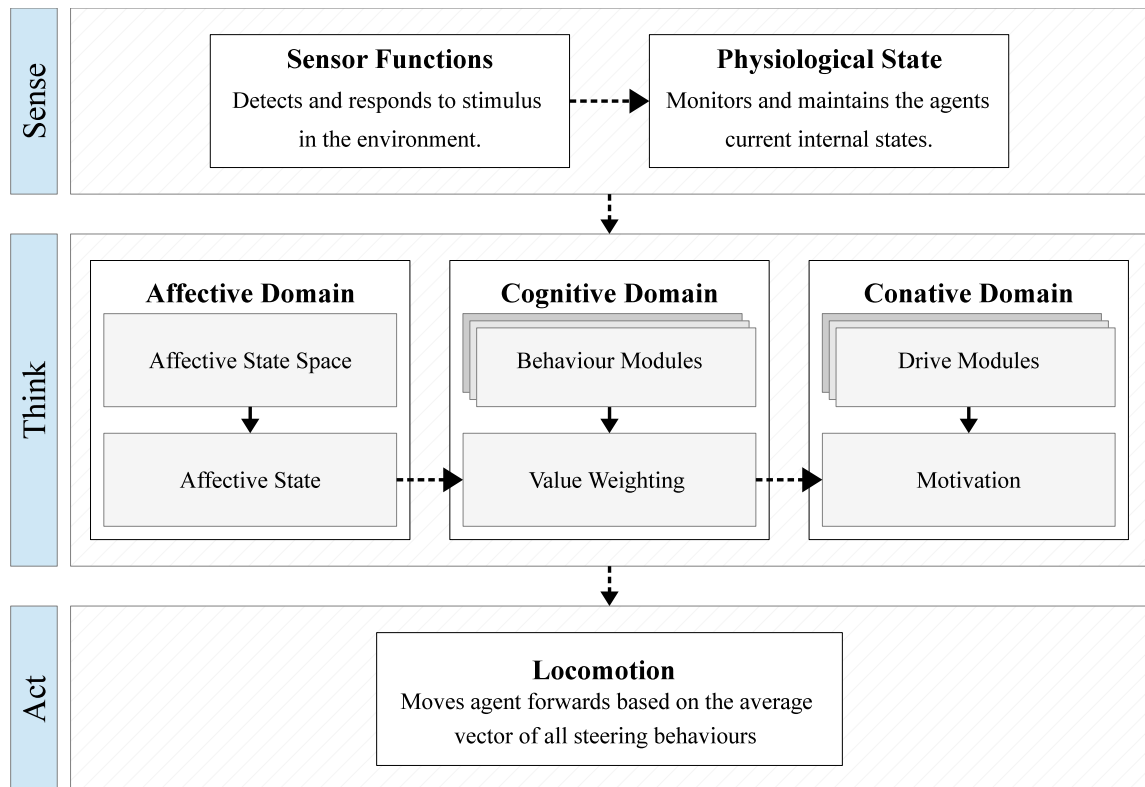 Sense
Sensor Functions
Detects and responds to stimulus
in the environment.
Physiological State
Monitors and maintains the agents
current internal states.
Think
Affective Domain
Affective State Space
Affective State
Cognitive Domain
Behaviour Modules
Value Weighting
Conative Domain
Drive Modules
Motivation
Act
Locomotion
Moves agent forwards based on the average
vector of all steering behaviours